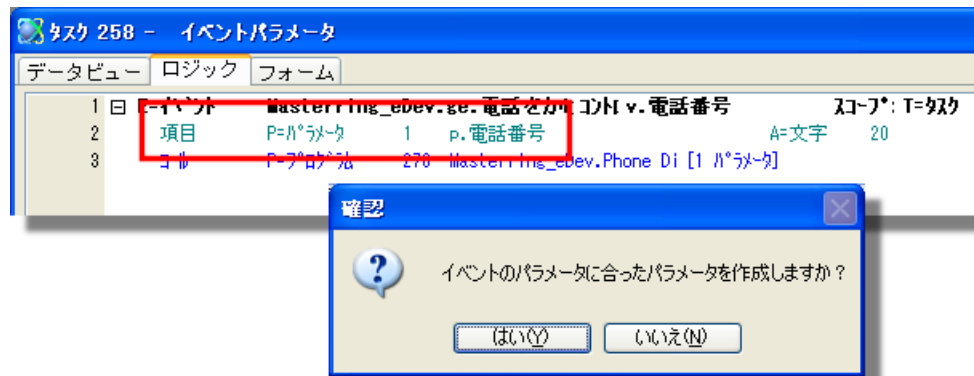 タスク 258 - イベントパラメータ
データビュー ロジック フォーム
1 E=イベント Masterring_eDev.ge.電話をかけ コントロ v.電話番号 スコープ: T=タスク
2 項目 P=パラメータ 1 p.電話番号 A=文字 20
3 コール P=プログラム 270 Masterring_eDev.Phone Di [1 パラメータ]
確認
イベントのパラメータに合ったパラメータを作成しますか?
はい(Y) いいえ(N)